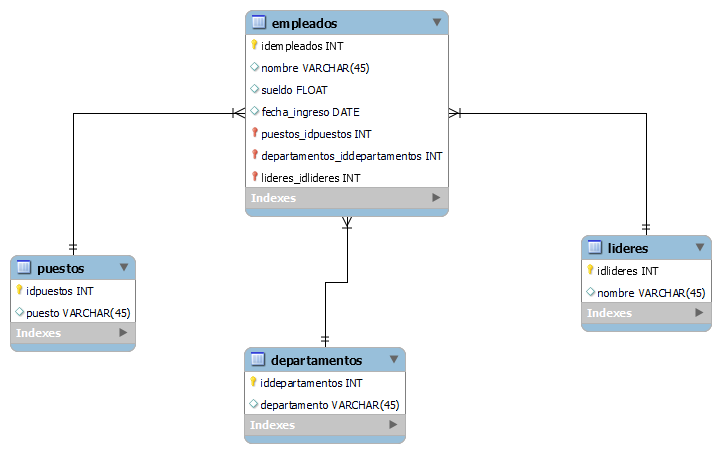 empleados
idempleados INT
nombre VARCHAR(45)
sueldo FLOAT
fecha_ingreso DATE
puestos_idpuestos INT
departamentos_iddepartamentos INT
lideres_idlideres INT
Indexes
puestos
idpuestos INT
puesto VARCHAR(45)
Indexes
lideres
idlideres INT
nombre VARCHAR(45)
Indexes
departamentos
iddepartamentos INT
departamento VARCHAR(45)
Indexes